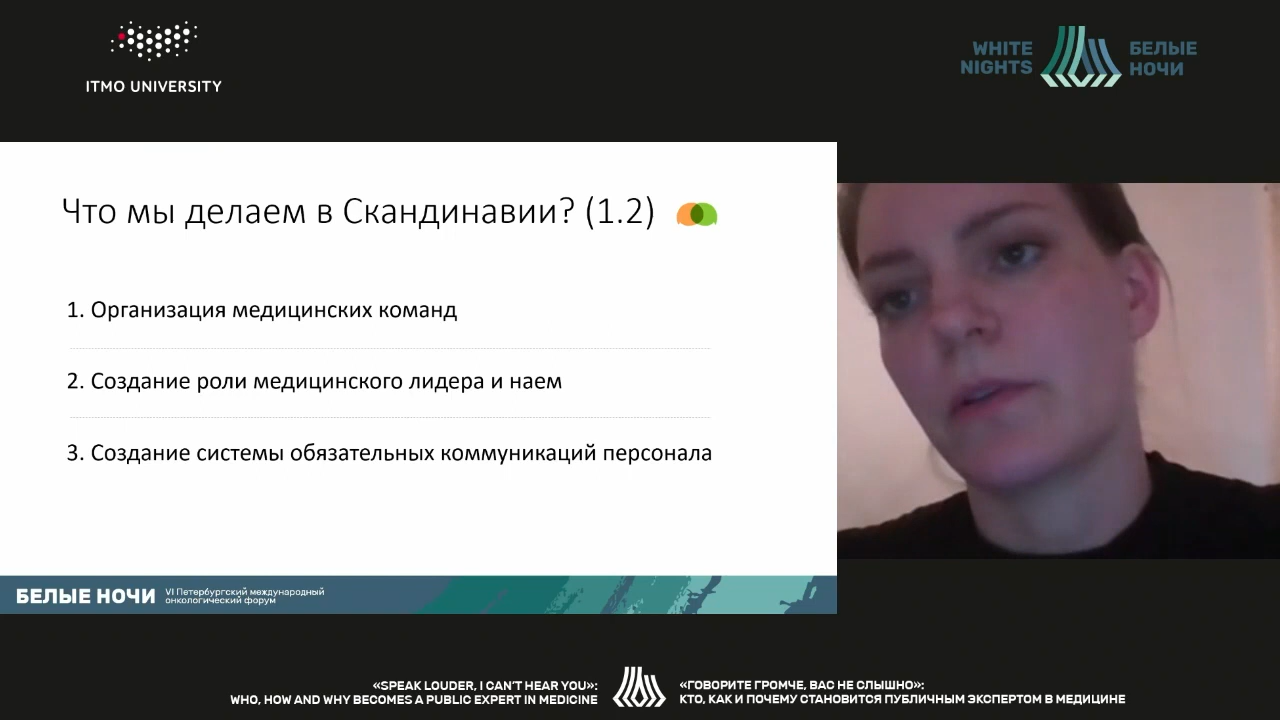 ITMO UNIVERSITY
WHITE
NIGHTS
БЕЛЫЕ
НОЧИ
Что мы делаем в Скандинавии? (1.2)
1. Организация медицинских команд
2. Создание роли медицинского лидера и наем
3. Создание системы обязательных коммуникаций персонала
БЕЛЫЕ НОЧИ
VI Петербургский международный
онкологический форум
«SPEAK LOUDER, I CAN'T HEAR YOU»:
WHO, HOW AND WHY BECOMES A PUBLIC EXPERT IN MEDICINE
«ГОВОРИТЕ ГРОМЧЕ, ВАС НЕ СЛЫШНО»:
КТО, КАК И ПОЧЕМУ СТАНОВИТСЯ ПУБЛИЧНЫМ ЭКСПЕРТОМ В МЕДИЦИНЕ